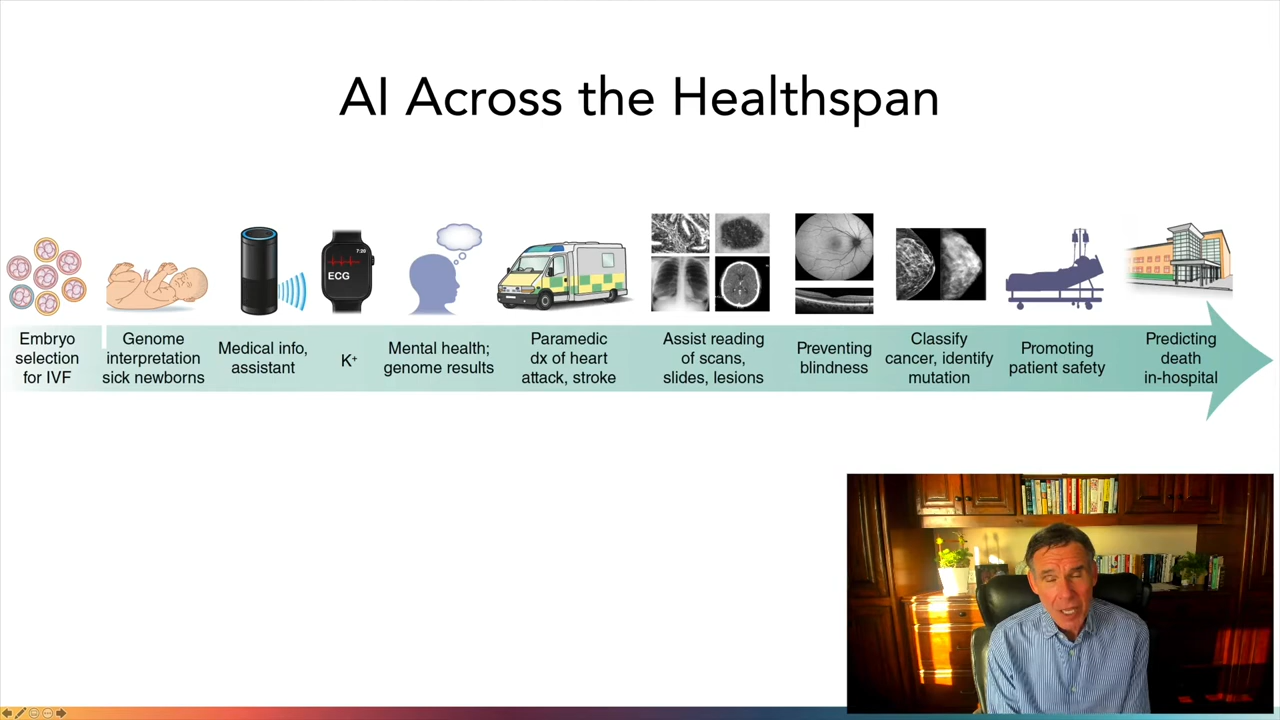 AI Across the Healthspan
7:00
ECG
Embryo
selection
for IVF
Genome
interpretation
sick newborns
Medical info,
assistant
K⁺
Mental health;
genome results
Paramedic
dx of heart
attack, stroke
Assist reading
of scans,
slides, lesions
Preventing
blindness
Classify
cancer, identify
mutation
Promoting
patient safety
Predicting
death
in-hospital